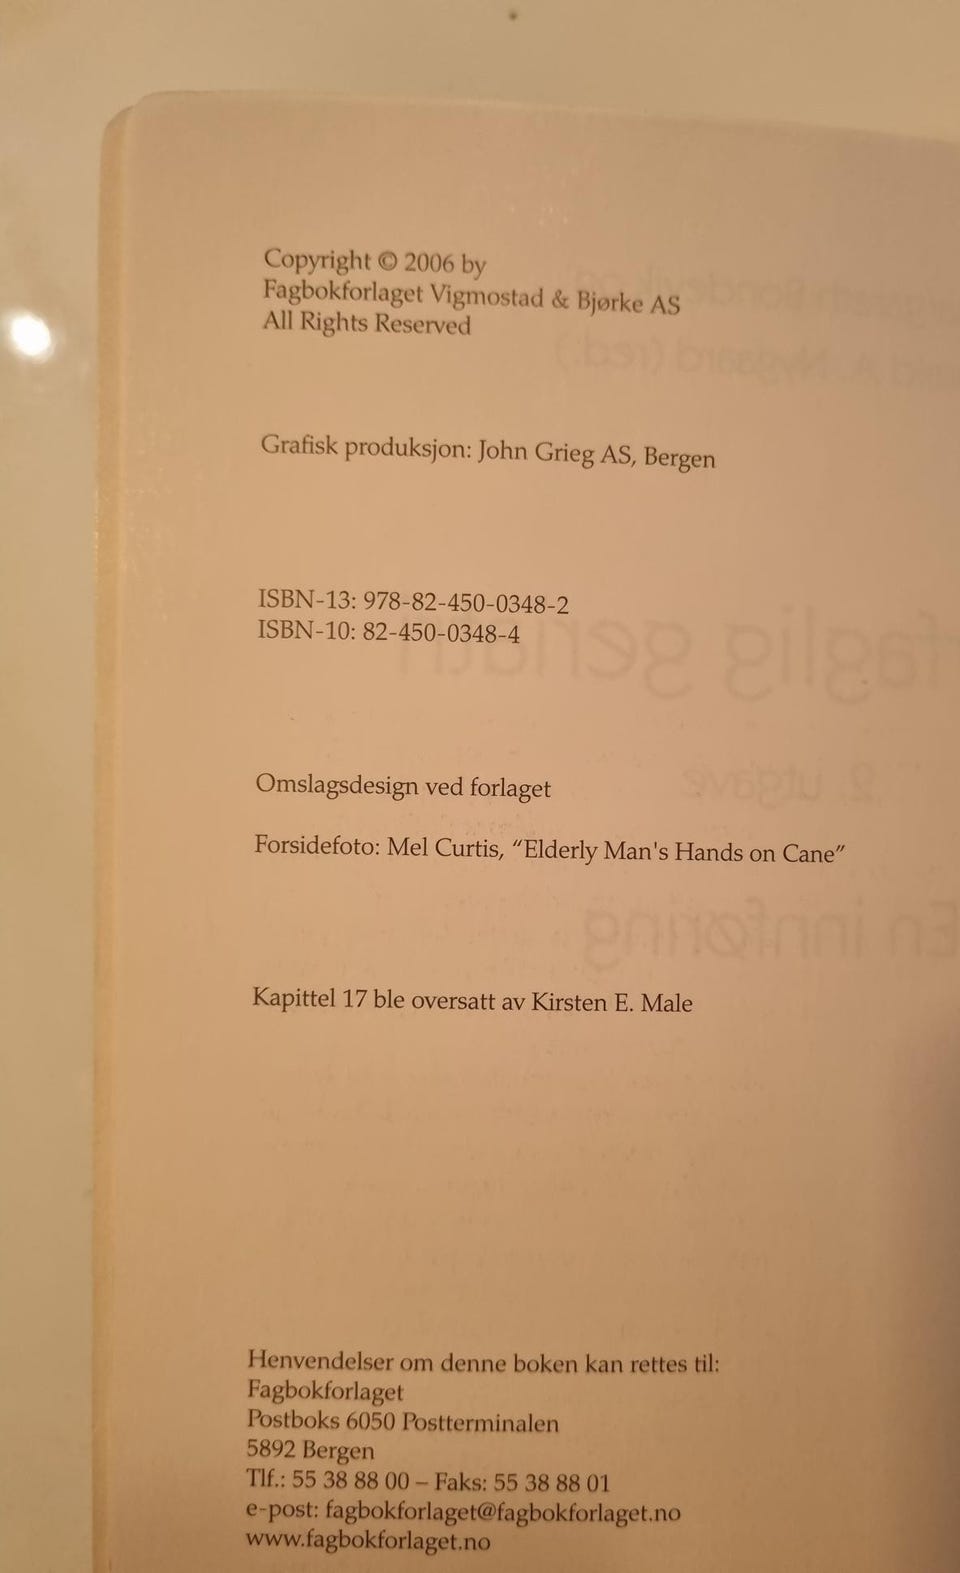 Copyright © 2006 by
Fagbokforlaget Vigmostad & Bjørke AS
All Rights Reserved
Grafisk produksjon: John Grieg AS, Bergen
ISBN-13: 978-82-450-0348-2
ISBN-10: 82-450-0348-4
Omslagsdesign ved forlaget
Forsidefoto: Mel Curtis, "Elderly Man's Hands on Cane"
Kapittel 17 ble oversatt av Kirsten E. Male
Henvendelser om denne boken kan rettes til:
Fagbokforlaget
Postboks 6050 Postterminalen
5892 Bergen
Tlf.: 55 38 88 00 – Faks: 55 38 88 01
e-post: fagbokforlaget@fagbokforlaget.no
www.fagbokforlaget.no